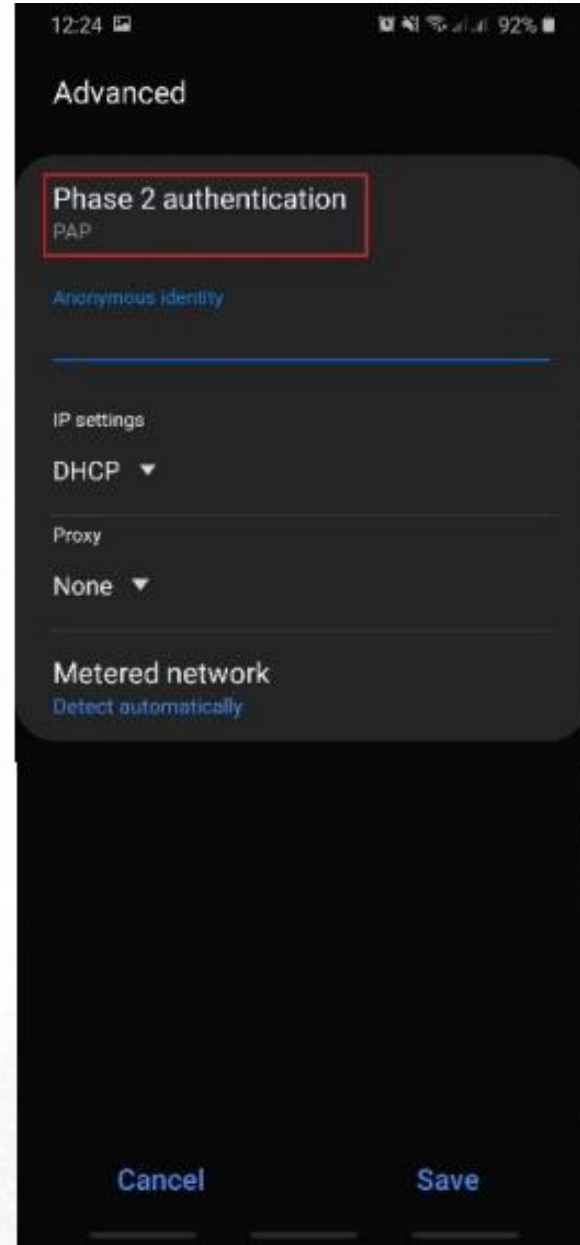 12:24 92%
Advanced
Phase 2 authentication
PAP
Anonymous identity
IP settings
DHCP
Proxy
None
Metered network
Detect automatically
Cancel Save